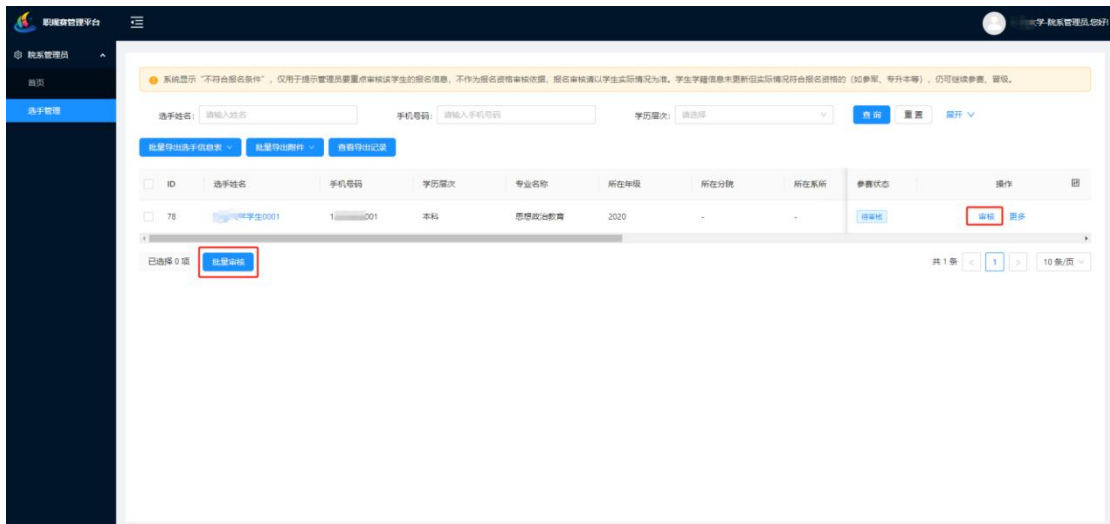 职规赛管理平台
学-院系管理员,您好!
院系管理员
首页
选手管理
系统显示“不符合报名条件”，仅用于提示管理员要重点审核该学生的报名信息，不作为报名资格审核依据，报名审核请以学生实际情况为准。学生学籍信息未更新但实际情况符合报名资格的（如参军、专升本等），仍可继续参赛、晋级。
选手姓名: 请输入姓名 手机号码: 请输入手机号码 学历层次: 请选择 查询 重置 展开
批量导出选手信息表 批量导出附件 查看导出记录
ID 选手姓名 手机号码 学历层次 专业名称 所在年级 所在分院 所在系所 参赛状态 操作
78 学生0001 1 001 本科 思想政治教育 2020 - - 待审核 审核 更多
已选择 0 项 批量审核 共 1 条 < 1 > 10 条/页